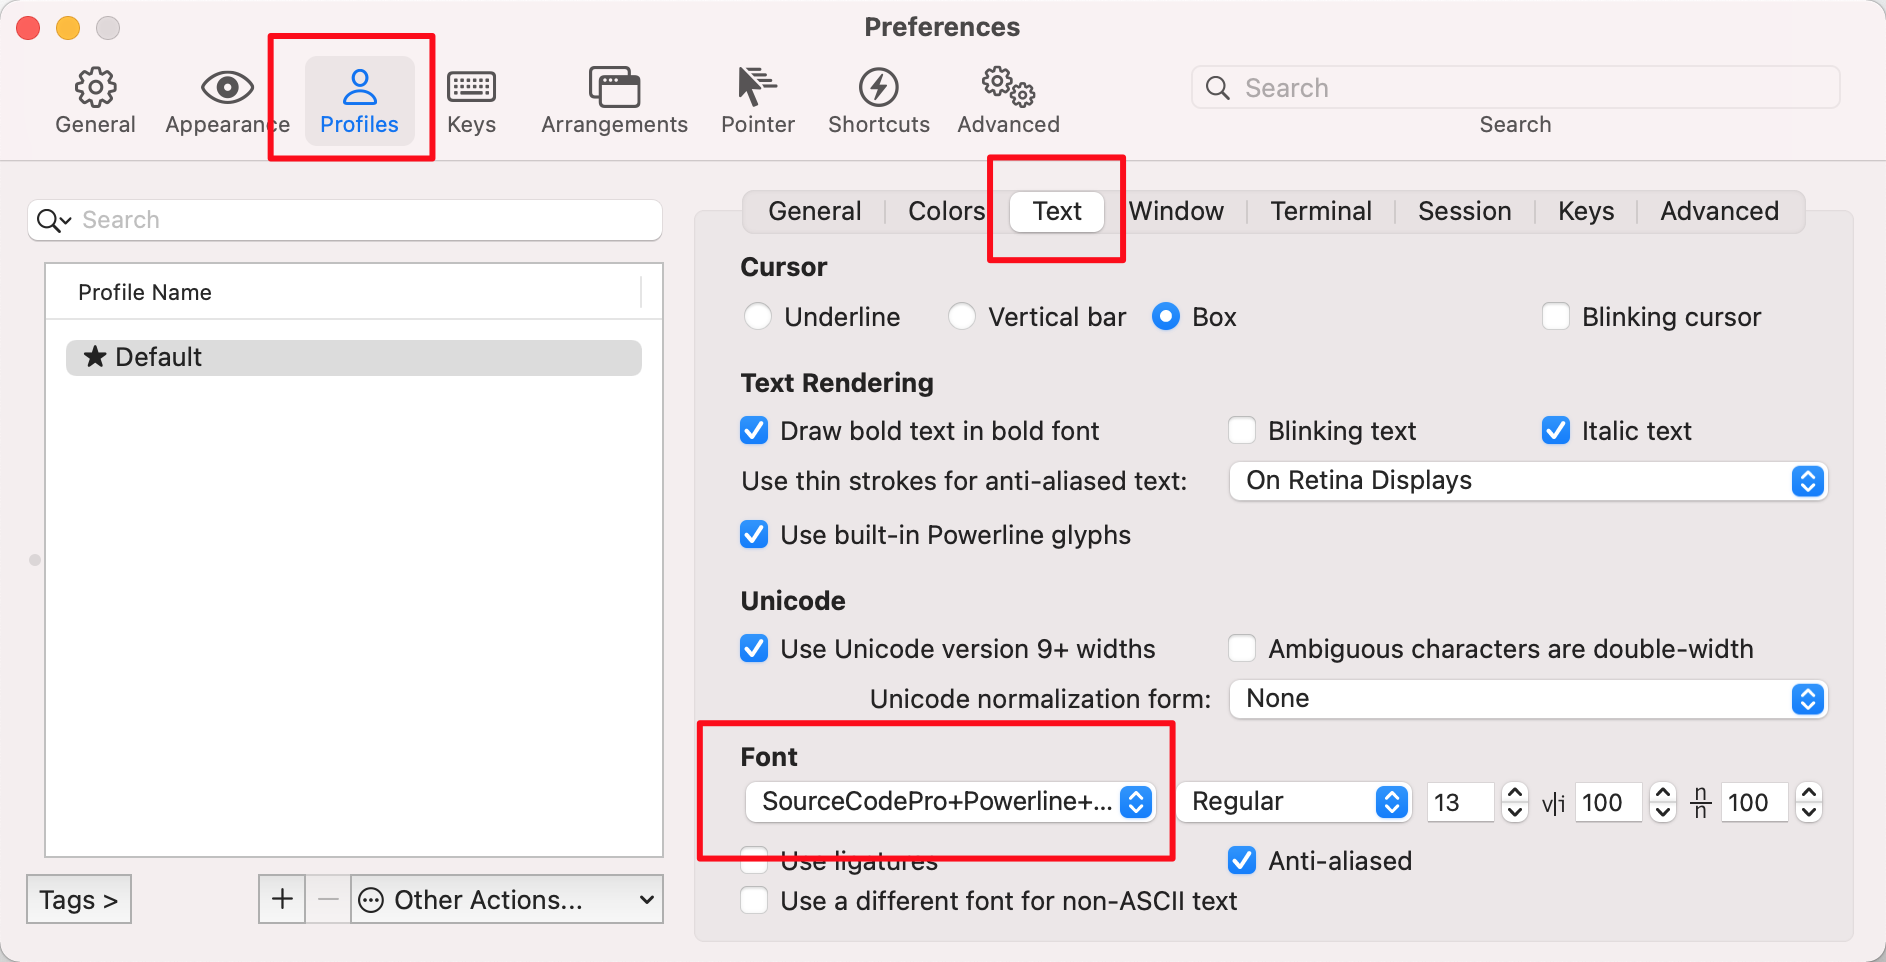 Preferences
General Appearance Profiles Keys Arrangements Pointer Shortcuts Advanced
Search
Search
Search
General Colors Text Window Terminal Session Keys Advanced
Profile Name
★ Default
Cursor
Underline Vertical bar Box Blinking cursor
Text Rendering
Draw bold text in bold font Blinking text Italic text
Use thin strokes for anti-aliased text: On Retina Displays
Use built-in Powerline glyphs
Unicode
Use Unicode version 9+ widths Ambiguous characters are double-width
Unicode normalization form: None
Font
SourceCodePro+Powerline+... Regular 13 v|i 100 n/n 100
Use ligatures Anti-aliased
Use a different font for non-ASCII text
Tags > + − Other Actions...